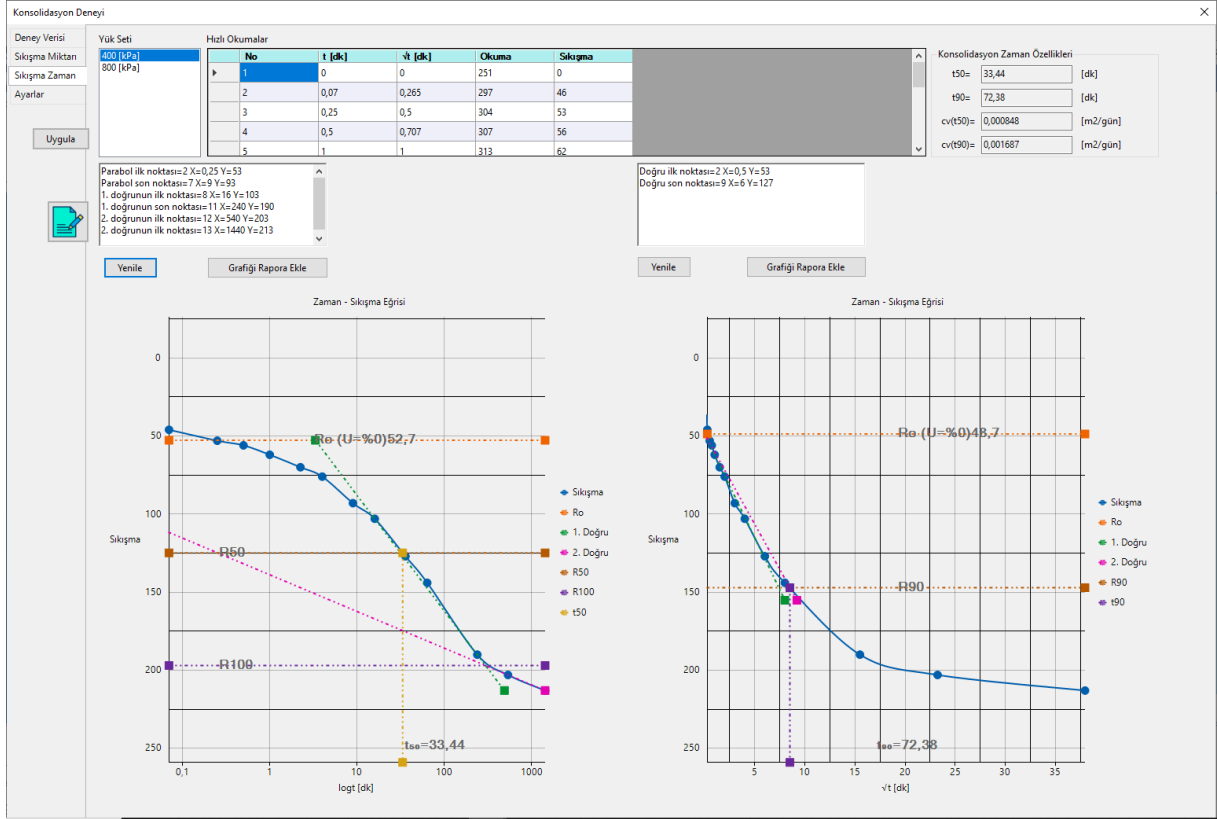 Konsolidasyon Deneyi
Deney Verisi
Sıkışma Miktarı
Sıkışma Zaman
Ayarlar
Uygula
Yük Seti
400 [kPa]
800 [kPa]
Hızlı Okumalar
No t [dk] √t [dk] Okuma Sıkışma
1 0 0 251 0
2 0,07 0,265 297 46
3 0,25 0,5 304 53
4 0,5 0,707 307 56
5 1 1 313 62
Konsolidasyon Zaman Özellikleri
t50= 33,44 [dk]
t90= 72,38 [dk]
cv(t50)= 0,000848 [m2/gün]
cv(t90)= 0,001687 [m2/gün]
Parabol ilk noktası=2 X=0,25 Y=53
Parabol son noktası=7 X=9 Y=93
1. doğrunun ilk noktası=8 X=16 Y=103
1. doğrunun son noktası=11 X=240 Y=190
2. doğrunun ilk noktası=12 X=540 Y=203
2. doğrunun ilk noktası=13 X=1440 Y=213
Yenile
Grafiği Rapora Ekle
Doğru ilk noktası=2 X=0,5 Y=53
Doğru son noktası=9 X=6 Y=127
Yenile
Grafiği Rapora Ekle
Zaman - Sıkışma Eğrisi
0
50
100
150
200
250
Sıkışma
Ro (U=%0)52,7
R50
R100
t₅₀=33,44
0,1 1 10 100 1000
logt [dk]
Sıkışma
Ro
1. Doğru
2. Doğru
R50
R100
t50
Zaman - Sıkışma Eğrisi
0
50
100
150
200
250
Sıkışma
Ro (U=%0)48,7
R90
t₉₀=72,38
5 10 15 20 25 30 35
√t [dk]
Sıkışma
Ro
1. Doğru
2. Doğru
R90
t90